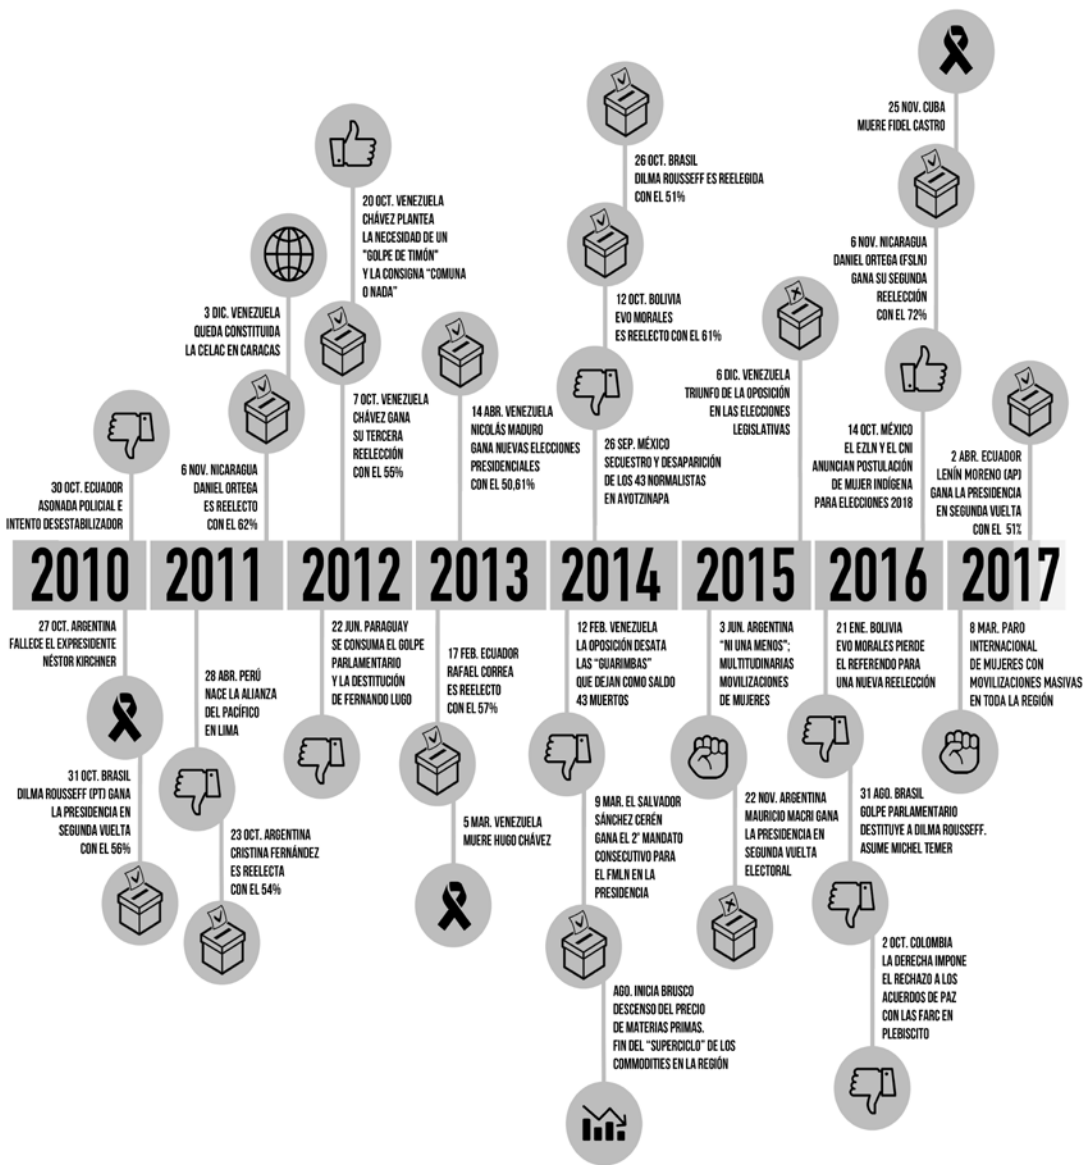 25 NOV. CUBA
MUERE FIDEL CASTRO
26 OCT. BRASIL
DILMA ROUSSEFF ES REELEGIDA
CON EL 51%
20 OCT. VENEZUELA
CHÁVEZ PLANTEA
LA NECESIDAD DE UN
"GOLPE DE TIMÓN"
Y LA CONSIGNA "COMUNA
O NADA"
6 NOV. NICARAGUA
DANIEL ORTEGA (FSLN)
GANA SU SEGUNDA
REELECCIÓN
CON EL 72%
3 DIC. VENEZUELA
QUEDA CONSTITUIDA
LA CELAC EN CARACAS
12 OCT. BOLIVIA
EVO MORALES
ES REELECTO CON EL 61%
6 DIC. VENEZUELA
TRIUNFO DE LA OPOSICIÓN
EN LAS ELECCIONES
LEGISLATIVAS
7 OCT. VENEZUELA
CHÁVEZ GANA
SU TERCERA
REELECCIÓN
CON EL 55%
14 ABR. VENEZUELA
NICOLÁS MADURO
GANA NUEVAS ELECCIONES
PRESIDENCIALES
CON EL 50,61%
14 OCT. MÉXICO
EL EZLN Y EL CNI
ANUNCIAN POSTULACIÓN
DE MUJER INDÍGENA
PARA ELECCIONES 2018
26 SEP. MÉXICO
SECUESTRO Y DESAPARICIÓN
DE LOS 43 NORMALISTAS
EN AYOTZINAPA
2 ABR. ECUADOR
LENÍN MORENO (AP)
GANA LA PRESIDENCIA
EN SEGUNDA VUELTA
CON EL 51%
6 NOV. NICARAGUA
DANIEL ORTEGA
ES REELECTO
CON EL 62%
30 OCT. ECUADOR
ASONADA POLICIAL E
INTENTO DESESTABILIZADOR
2010 2011 2012 2013 2014 2015 2016 2017
27 OCT. ARGENTINA
FALLECE EL EXPRESIDENTE
NÉSTOR KIRCHNER
28 ABR. PERÚ
NACE LA ALIANZA
DEL PACÍFICO
EN LIMA
22 JUN. PARAGUAY
SE CONSUMA EL GOLPE
PARLAMENTARIO
Y LA DESTITUCIÓN
DE FERNANDO LUGO
17 FEB. ECUADOR
RAFAEL CORREA
ES REELECTO
CON EL 57%
12 FEB. VENEZUELA
LA OPOSICIÓN DESATA
LAS "GUARIMBAS"
QUE DEJAN COMO SALDO
43 MUERTOS
3 JUN. ARGENTINA
"NI UNA MENOS";
MULTITUDINARIAS
MOVILIZACIONES
DE MUJERES
21 ENE. BOLIVIA
EVO MORALES PIERDE
EL REFERENDO PARA
UNA NUEVA REELECCIÓN
8 MAR. PARO
INTERNACIONAL
DE MUJERES CON
MOVILIZACIONES MASIVAS
EN TODA LA REGIÓN
31 OCT. BRASIL
DILMA ROUSSEFF (PT) GANA
LA PRESIDENCIA EN
SEGUNDA VUELTA
CON EL 56%
23 OCT. ARGENTINA
CRISTINA FERNÁNDEZ
ES REELECTA
CON EL 54%
5 MAR. VENEZUELA
MUERE HUGO CHÁVEZ
9 MAR. EL SALVADOR
SÁNCHEZ CERÉN
GANA EL 2° MANDATO
CONSECUTIVO PARA
EL FMLN EN LA
PRESIDENCIA
22 NOV. ARGENTINA
MAURICIO MACRI GANA
LA PRESIDENCIA EN
SEGUNDA VUELTA
ELECTORAL
31 AGO. BRASIL
GOLPE PARLAMENTARIO
DESTITUYE A DILMA ROUSSEFF.
ASUME MICHEL TEMER
2 OCT. COLOMBIA
LA DERECHA IMPONE
EL RECHAZO A LOS
ACUERDOS DE PAZ
CON LAS FARC EN
PLEBISCITO
AGO. INICIA BRUSCO
DESCENSO DEL PRECIO
DE MATERIAS PRIMAS.
FIN DEL "SUPERCICLO" DE LOS
COMMODITIES EN LA REGIÓN